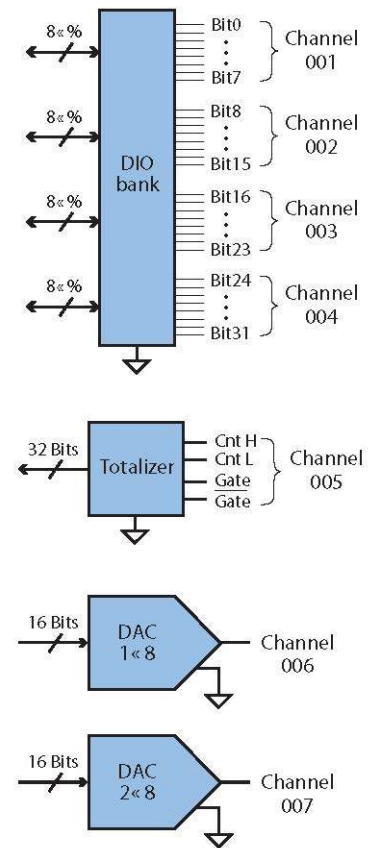 8«%
Bit0
Bit7
Channel
001
8«%
Bit8
Bit15
Channel
002
DIO
bank
8«%
Bit16
Bit23
Channel
003
8«%
Bit24
Bit31
Channel
004
32 Bits
Totalizer
Cnt H
Cnt L
Gate
Gate
Channel
005
16 Bits
DAC
1«8
Channel
006
16 Bits
DAC
2«8
Channel
007